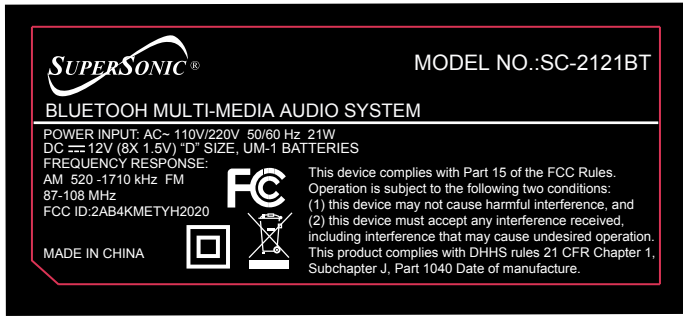 SUPERSONIC®
MODEL NO.:SC-2121BT
BLUETOOH MULTI-MEDIA AUDIO SYSTEM
POWER INPUT: AC~ 110V/220V 50/60 Hz 21W
DC ⎓ 12V (8X 1.5V) “D” SIZE, UM-1 BATTERIES
FREQUENCY RESPONSE:
AM 520 -1710 kHz FM
87-108 MHz
FCC ID:2AB4KMETYH2020
MADE IN CHINA
FC
This device complies with Part 15 of the FCC Rules.
Operation is subject to the following two conditions:
(1) this device may not cause harmful interference, and
(2) this device must accept any interference received,
including interference that may cause undesired operation.
This product complies with DHHS rules 21 CFR Chapter 1,
Subchapter J, Part 1040 Date of manufacture.